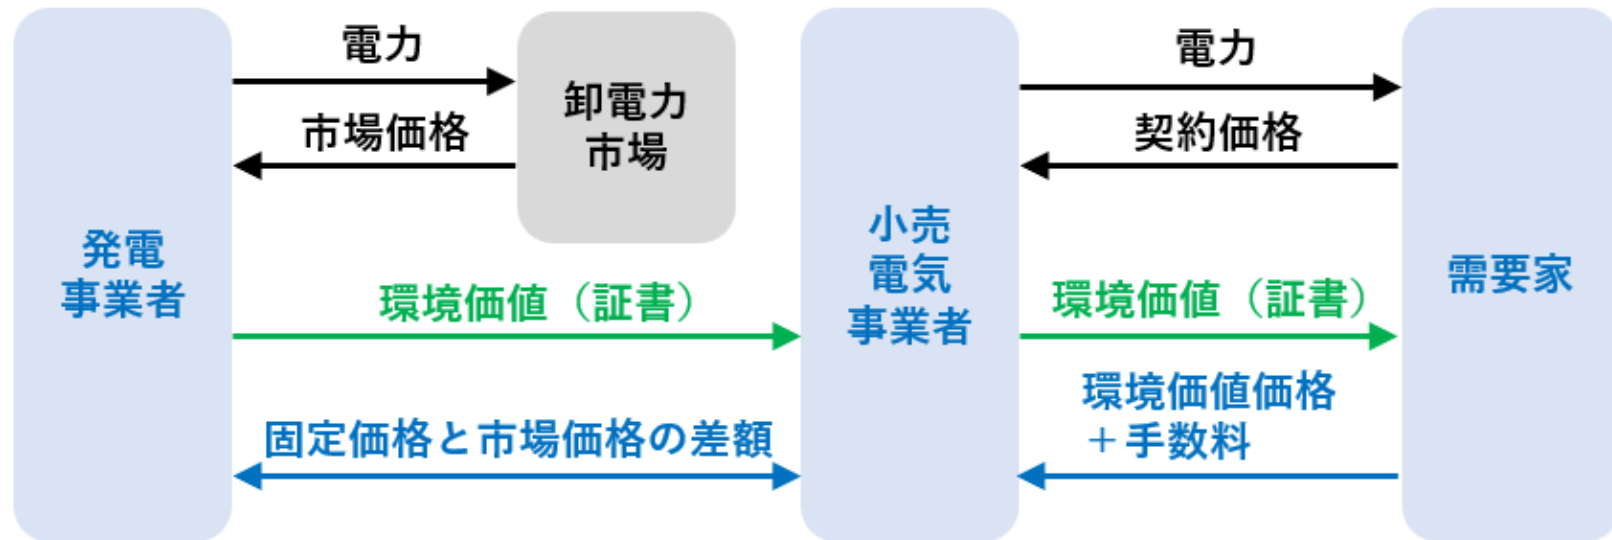 電力
市場価格
卸電力
市場
電力
契約価格
発電
事業者
小売
電気
事業者
需要家
環境価値（証書）
環境価値（証書）
固定価格と市場価格の差額
環境価値価格
＋手数料